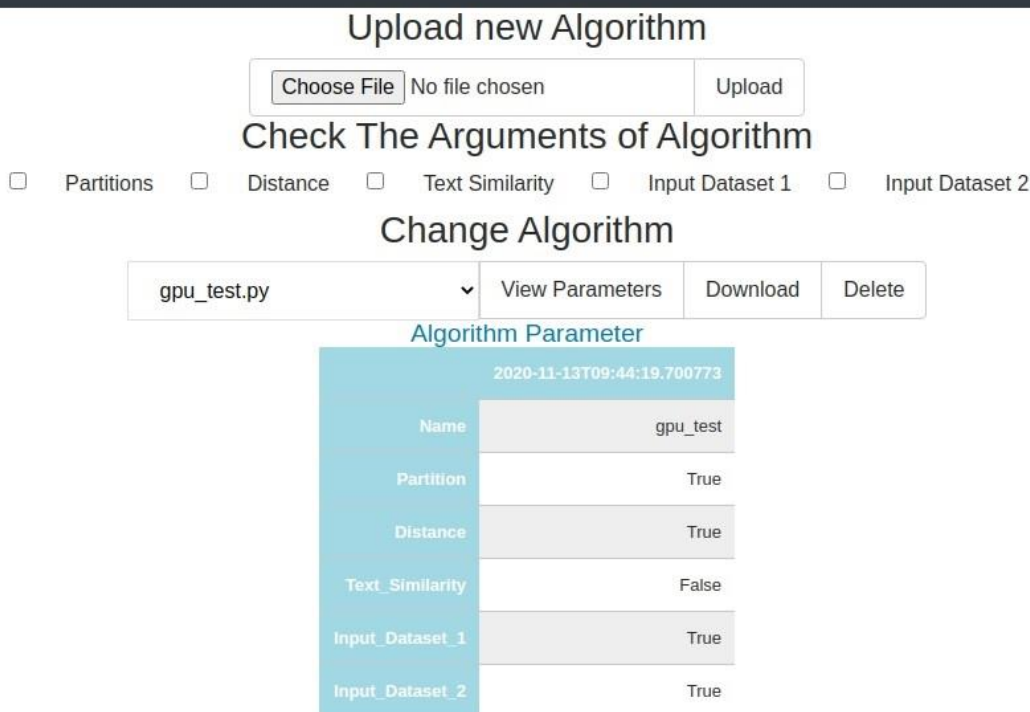 Upload new Algorithm
Choose File No file chosen Upload
Check The Arguments of Algorithm
Partitions Distance Text Similarity Input Dataset 1 Input Dataset 2
Change Algorithm
gpu_test.py View Parameters Download Delete
Algorithm Parameter
2020-11-13T09:44:19.700773
Name gpu_test
Partition True
Distance True
Text_Similarity False
Input_Dataset_1 True
Input_Dataset_2 True